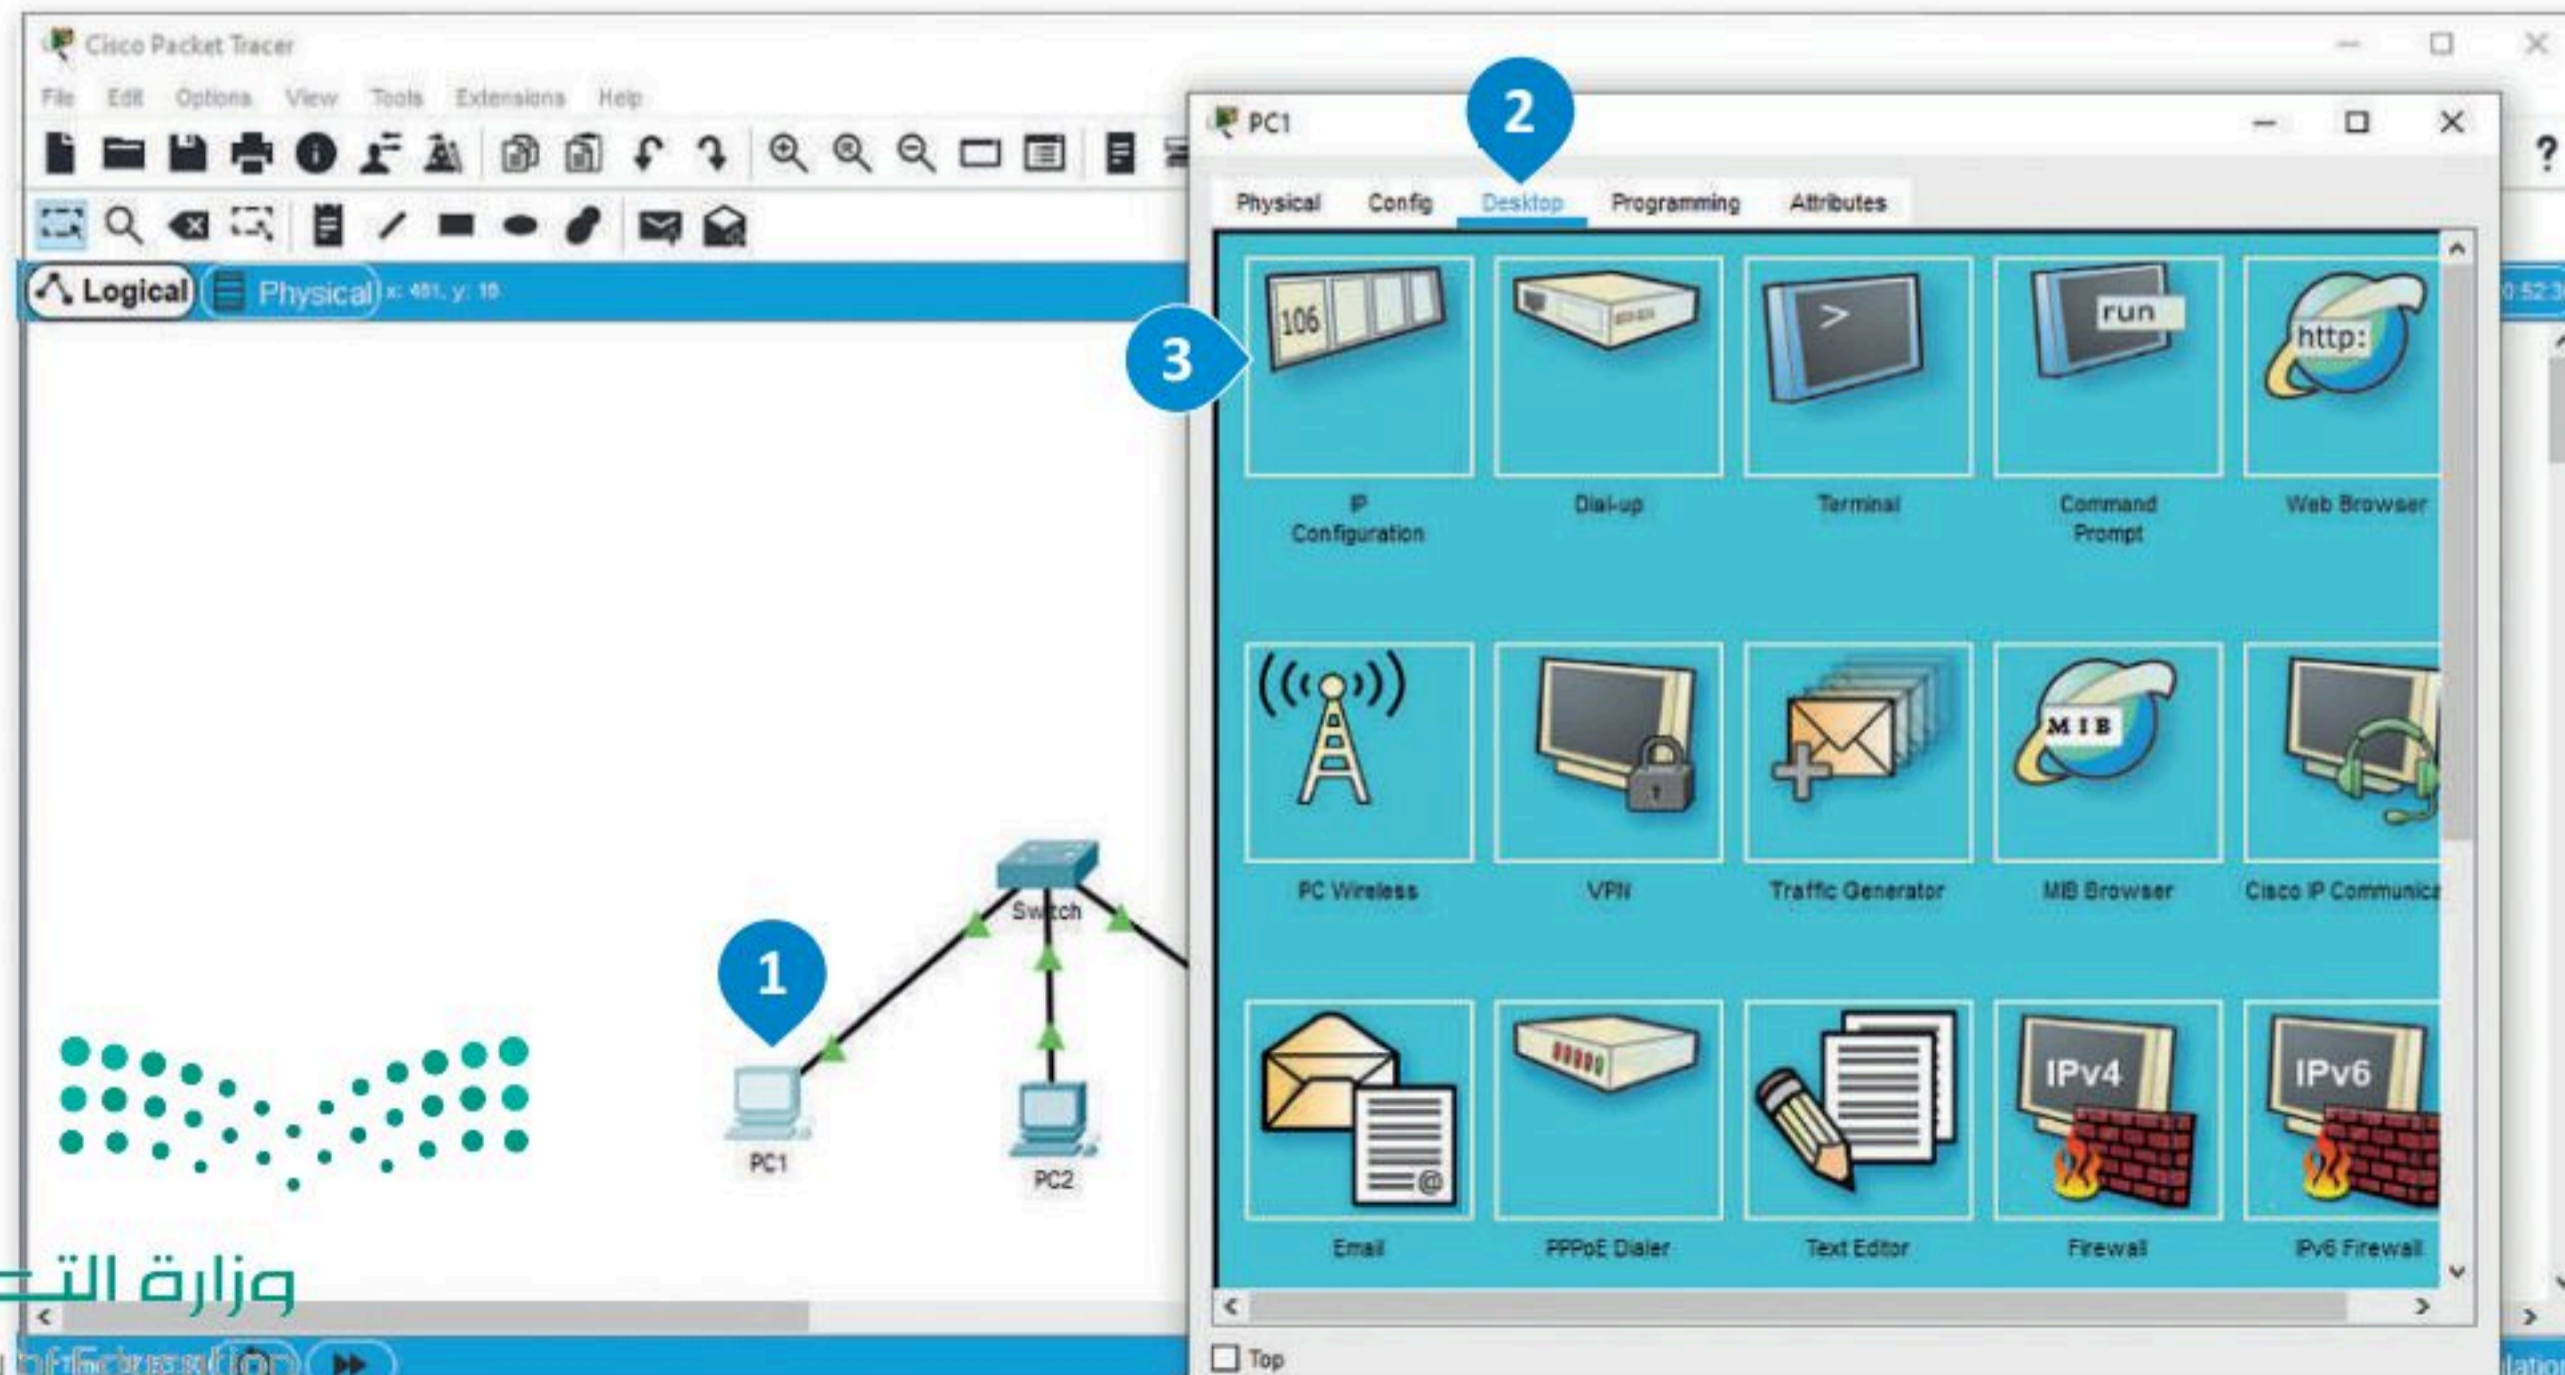 Cisco Packet Tracer
File Edit Options View Tools Extensions Help
Logical
Physical x: 481, y: 18
PC1
2
?
Physical Config Desktop Programming Attributes
3
106
run
http:
IP Configuration
Dial-up
Terminal
Command Prompt
Web Browser
MIB
PC Wireless
VPN
Traffic Generator
MIB Browser
Cisco IP Communica
Switch
1
PC1
PC2
@
IPv4
IPv6
Email
PPPoE Dialer
Text Editor
Firewall
IPv6 Firewall
وزارة التـ
Top